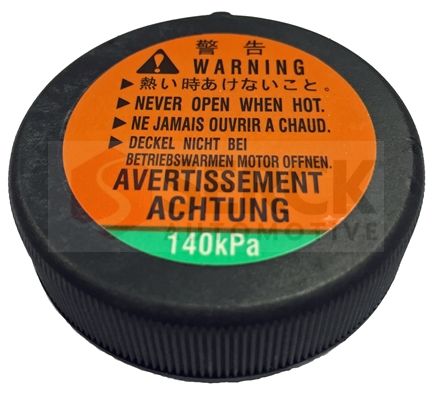 警告
WARNING
▶熱い時あけないこと。
▶NEVER OPEN WHEN HOT.
▶NE JAMAIS OUVRIR A CHAUD.
▶DECKEL NICHT BEI
BETRIEBSWARMEN MOTOR OFFNEN.
AVERTISSEMENT
ACHTUNG
140kPa
AUTOMOTIVE